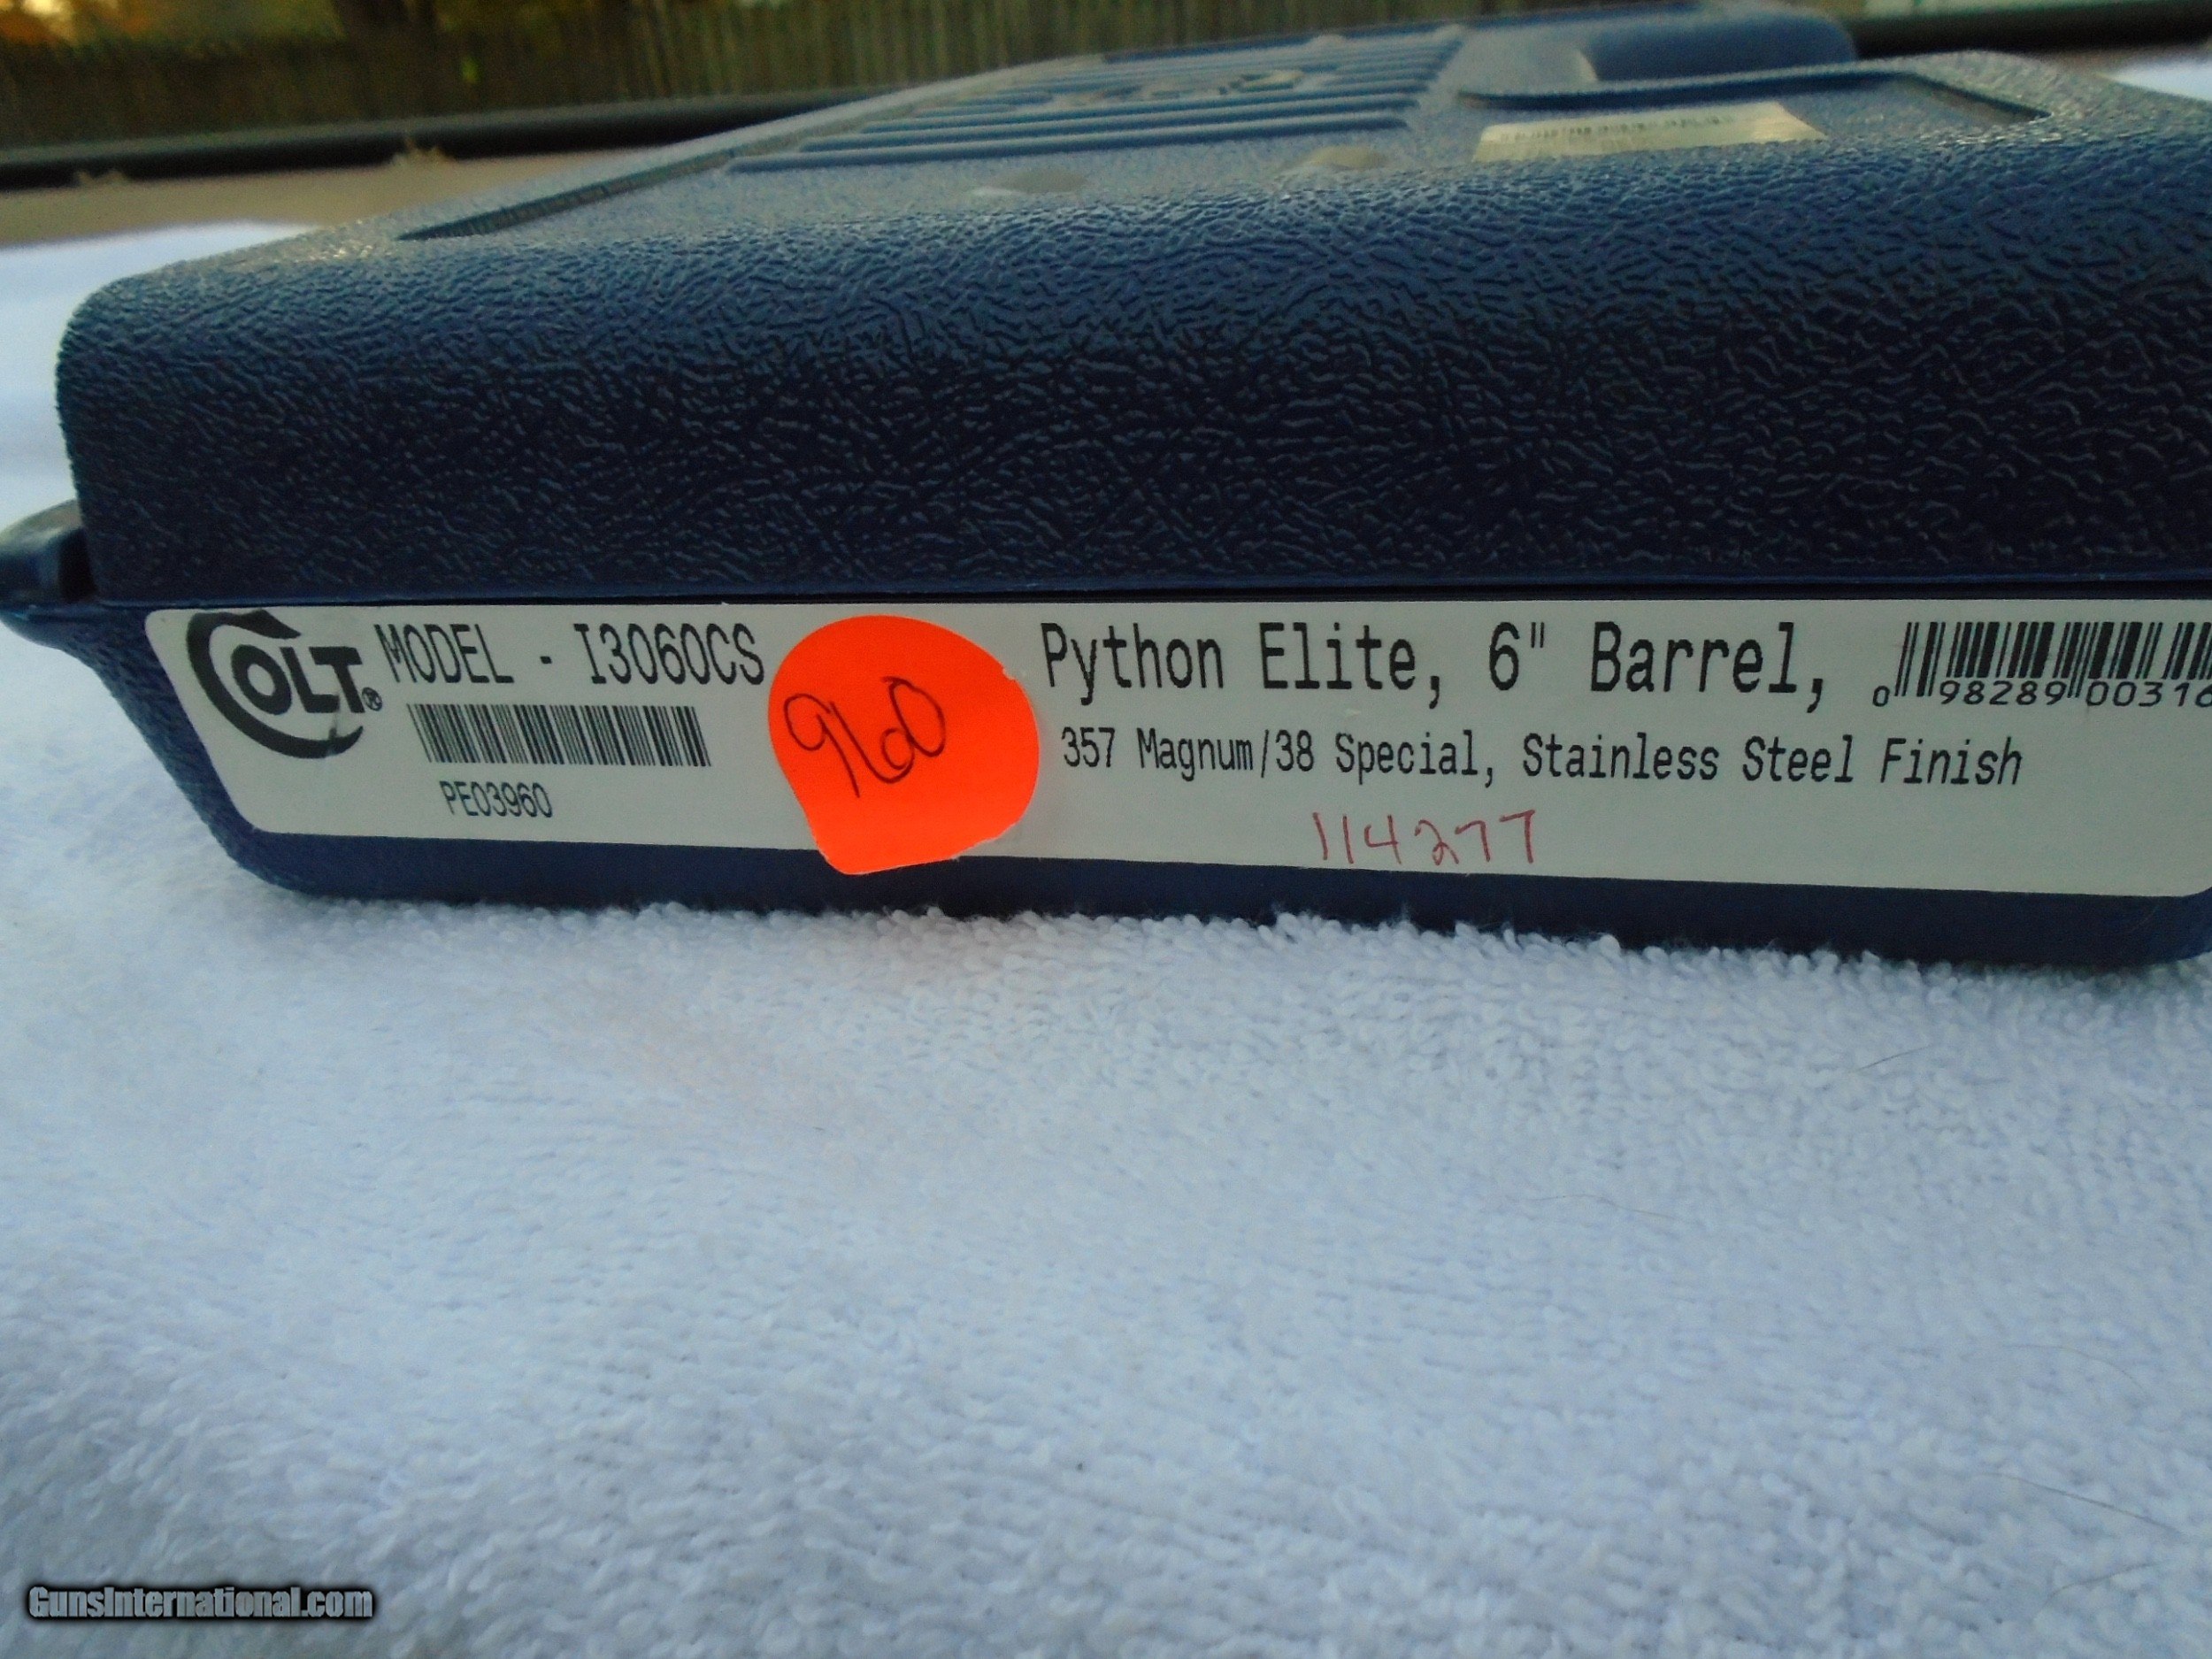 COLT® MODEL - I3060CS
PE03960
960
Python Elite, 6" Barrel,
357 Magnum/38 Special, Stainless Steel Finish
0 98289 00316
114277
GunsInternational.com